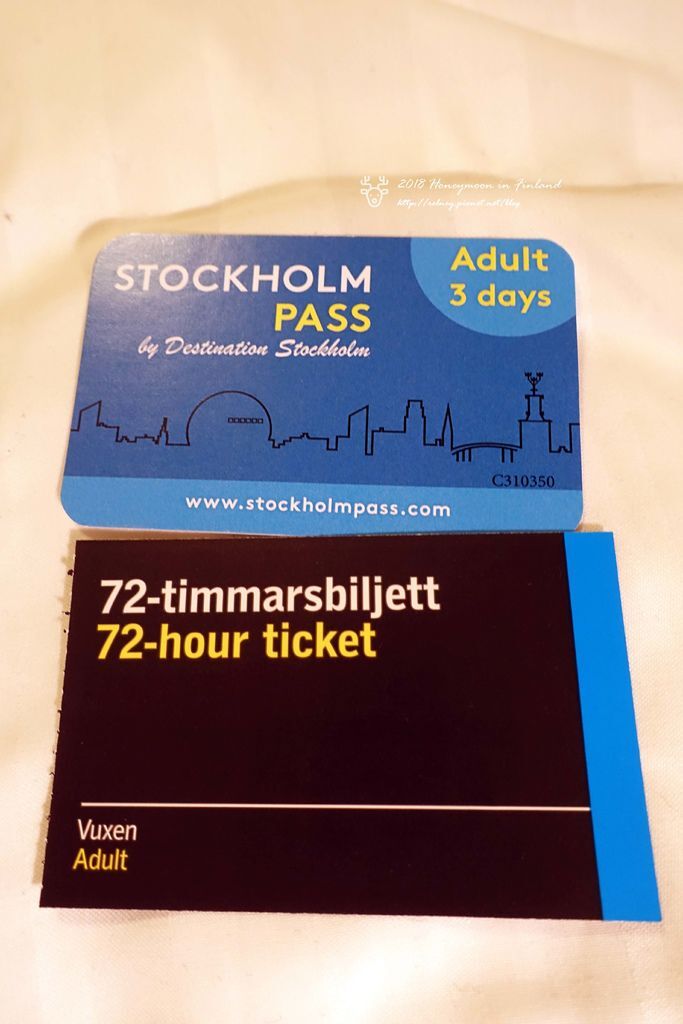 2018 Honeymoon in Finland
STOCKHOLM
PASS
by Destination Stockholm
Adult
3 days
C310350
www.stockholmpass.com
72-timmarsbiljett
72-hour ticket
Vuxen
Adult